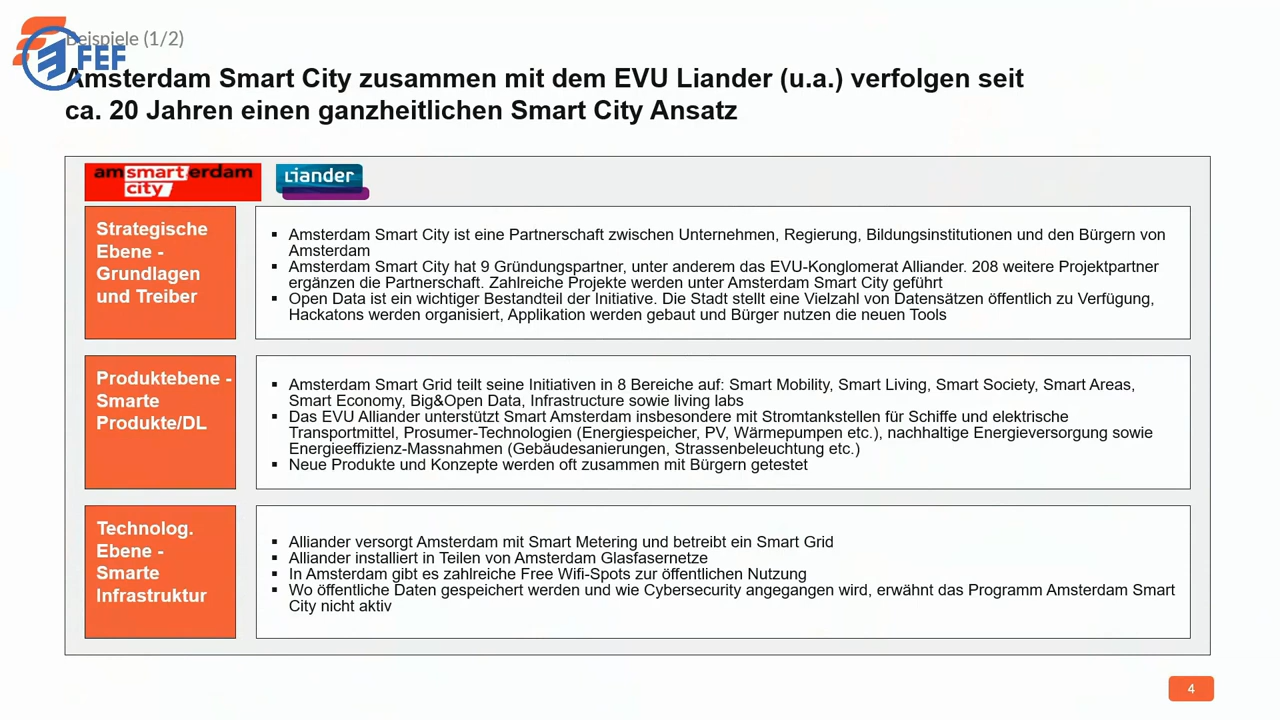 Beispiele (1/2)
FEF
Amsterdam Smart City zusammen mit dem EVU Liander (u.a.) verfolgen seit
ca. 20 Jahren einen ganzheitlichen Smart City Ansatz
amsmarterdam
city
Liander
Strategische
Ebene -
Grundlagen
und Treiber
▪ Amsterdam Smart City ist eine Partnerschaft zwischen Unternehmen, Regierung, Bildungsinstitutionen und den Bürgern von
Amsterdam
▪ Amsterdam Smart City hat 9 Gründungspartner, unter anderem das EVU-Konglomerat Alliander. 208 weitere Projektpartner
ergänzen die Partnerschaft. Zahlreiche Projekte werden unter Amsterdam Smart City geführt
▪ Open Data ist ein wichtiger Bestandteil der Initiative. Die Stadt stellt eine Vielzahl von Datensätzen öffentlich zu Verfügung,
Hackatons werden organisiert, Applikation werden gebaut und Bürger nutzen die neuen Tools
Produktebene -
Smarte
Produkte/DL
▪ Amsterdam Smart Grid teilt seine Initiativen in 8 Bereiche auf: Smart Mobility, Smart Living, Smart Society, Smart Areas,
Smart Economy, Big&Open Data, Infrastructure sowie living labs
▪ Das EVU Alliander unterstützt Smart Amsterdam insbesondere mit Stromtankstellen für Schiffe und elektrische
Transportmittel, Prosumer-Technologien (Energiespeicher, PV, Wärmepumpen etc.), nachhaltige Energieversorgung sowie
Energieeffizienz-Massnahmen (Gebäudesanierungen, Strassenbeleuchtung etc.)
▪ Neue Produkte und Konzepte werden oft zusammen mit Bürgern getestet
Technolog.
Ebene -
Smarte
Infrastruktur
▪ Alliander versorgt Amsterdam mit Smart Metering und betreibt ein Smart Grid
▪ Alliander installiert in Teilen von Amsterdam Glasfasernetze
▪ In Amsterdam gibt es zahlreiche Free Wifi-Spots zur öffentlichen Nutzung
▪ Wo öffentliche Daten gespeichert werden und wie Cybersecurity angegangen wird, erwähnt das Programm Amsterdam Smart
City nicht aktiv
4